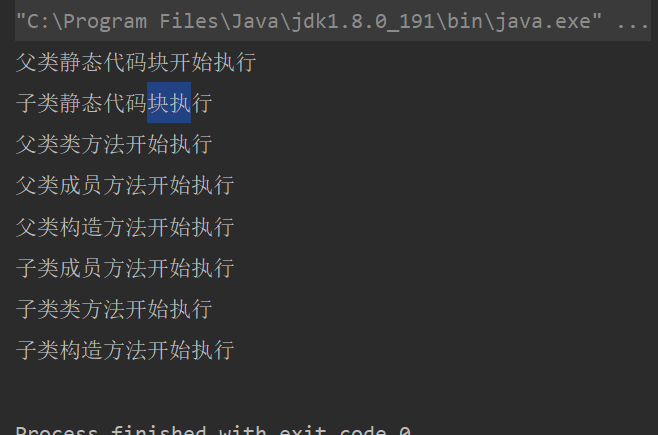 "C:\Program Files\Java\jdk1.8.0_191\bin\java.exe" ...
父类静态代码块开始执行
子类静态代码块执行
父类类方法开始执行
父类成员方法开始执行
父类构造方法开始执行
子类成员方法开始执行
子类类方法开始执行
子类构造方法开始执行
Process finished with exit code 0